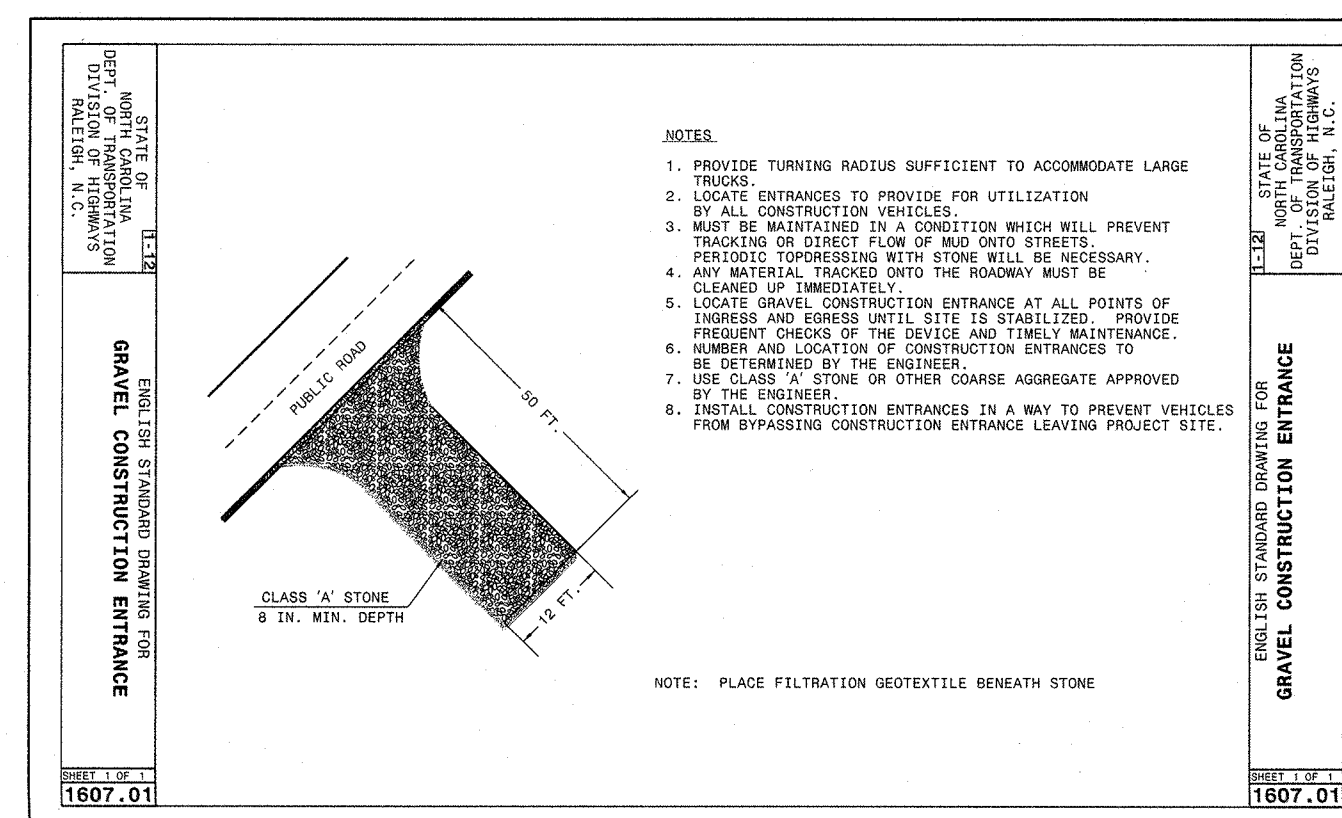 STATE OF
NORTH CAROLINA
DEPT. OF TRANSPORTATION
DIVISION OF HIGHWAYS
RALEIGH, N.C.
1-12
ENGLISH STANDARD DRAWING FOR
GRAVEL CONSTRUCTION ENTRANCE
SHEET 1 OF 1
1607.01
PUBLIC ROAD
50 FT.
12 FT.
CLASS 'A' STONE
8 IN. MIN. DEPTH
NOTES
1. PROVIDE TURNING RADIUS SUFFICIENT TO ACCOMMODATE LARGE
TRUCKS.
2. LOCATE ENTRANCES TO PROVIDE FOR UTILIZATION
BY ALL CONSTRUCTION VEHICLES.
3. MUST BE MAINTAINED IN A CONDITION WHICH WILL PREVENT
TRACKING OR DIRECT FLOW OF MUD ONTO STREETS.
PERIODIC TOPDRESSING WITH STONE WILL BE NECESSARY.
4. ANY MATERIAL TRACKED ONTO THE ROADWAY MUST BE
CLEANED UP IMMEDIATELY.
5. LOCATE GRAVEL CONSTRUCTION ENTRANCE AT ALL POINTS OF
INGRESS AND EGRESS UNTIL SITE IS STABILIZED. PROVIDE
FREQUENT CHECKS OF THE DEVICE AND TIMELY MAINTENANCE.
6. NUMBER AND LOCATION OF CONSTRUCTION ENTRANCES TO
BE DETERMINED BY THE ENGINEER.
7. USE CLASS 'A' STONE OR OTHER COARSE AGGREGATE APPROVED
BY THE ENGINEER.
8. INSTALL CONSTRUCTION ENTRANCES IN A WAY TO PREVENT VEHICLES
FROM BYPASSING CONSTRUCTION ENTRANCE LEAVING PROJECT SITE.
NOTE: PLACE FILTRATION GEOTEXTILE BENEATH STONE
1-12
STATE OF
NORTH CAROLINA
DEPT. OF TRANSPORTATION
DIVISION OF HIGHWAYS
RALEIGH, N.C.
ENGLISH STANDARD DRAWING FOR
GRAVEL CONSTRUCTION ENTRANCE
SHEET 1 OF 1
1607.01